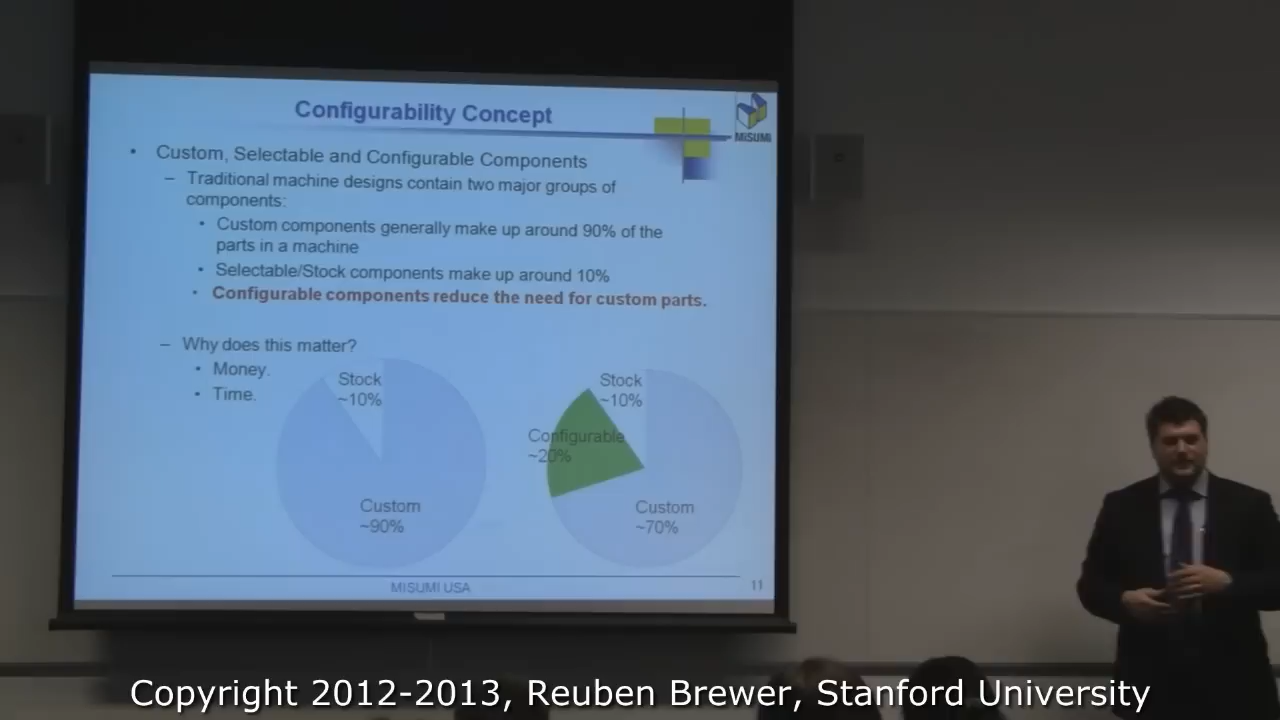 Configurability Concept
MiSUMi
• Custom, Selectable and Configurable Components
– Traditional machine designs contain two major groups of
components:
• Custom components generally make up around 90% of the
parts in a machine
• Selectable/Stock components make up around 10%
• Configurable components reduce the need for custom parts.
– Why does this matter?
• Money.
• Time.
Stock
~10%
Custom
~90%
Stock
~10%
Configurable
~20%
Custom
~70%
MISUMI USA
11
Copyright 2012-2013, Reuben Brewer, Stanford University